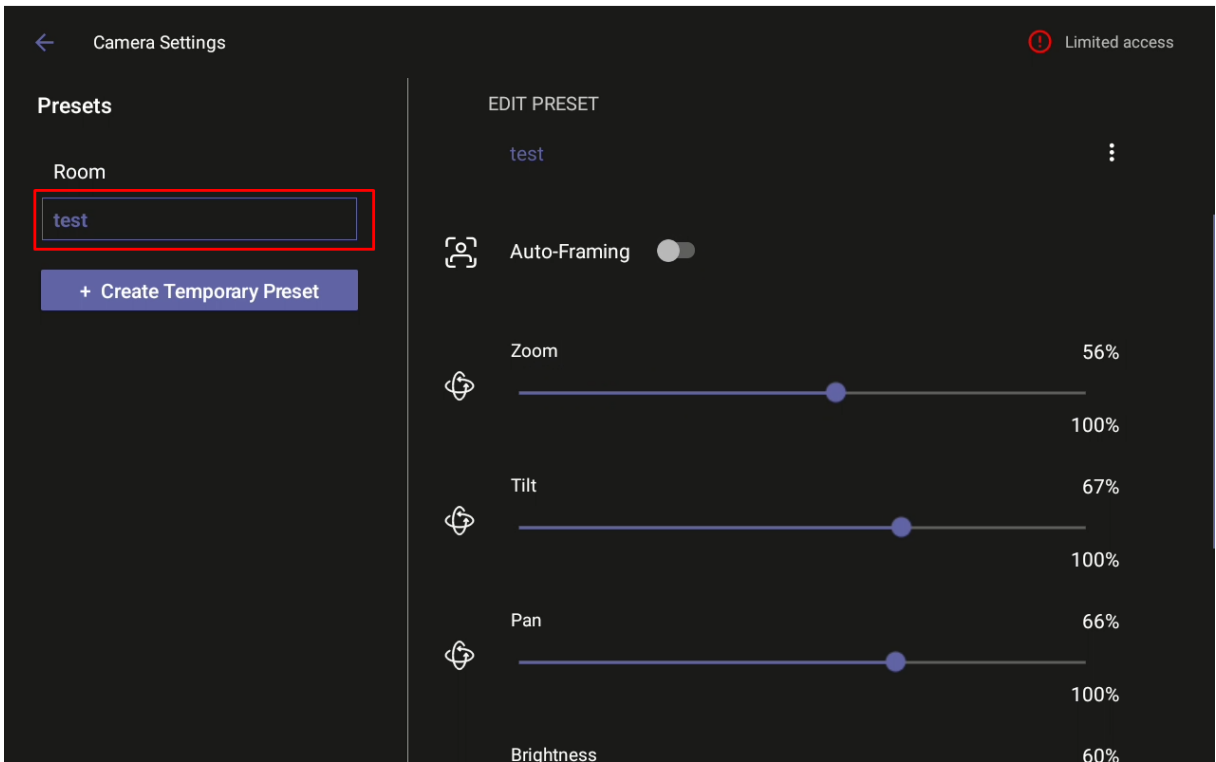 Camera Settings
Limited access
Presets
Room
test
+ Create Temporary Preset
EDIT PRESET
test
Auto-Framing
Zoom 56%
100%
Tilt 67%
100%
Pan 66%
100%
Brightness 60%